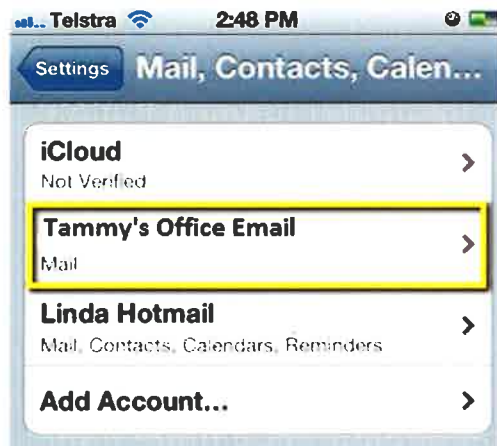 Telstra 2:48 PM
Settings Mail, Contacts, Calen...
iCloud
Not Verified
Tammy's Office Email
Mail
Linda Hotmail
Mail, Contacts, Calendars, Reminders
Add Account...